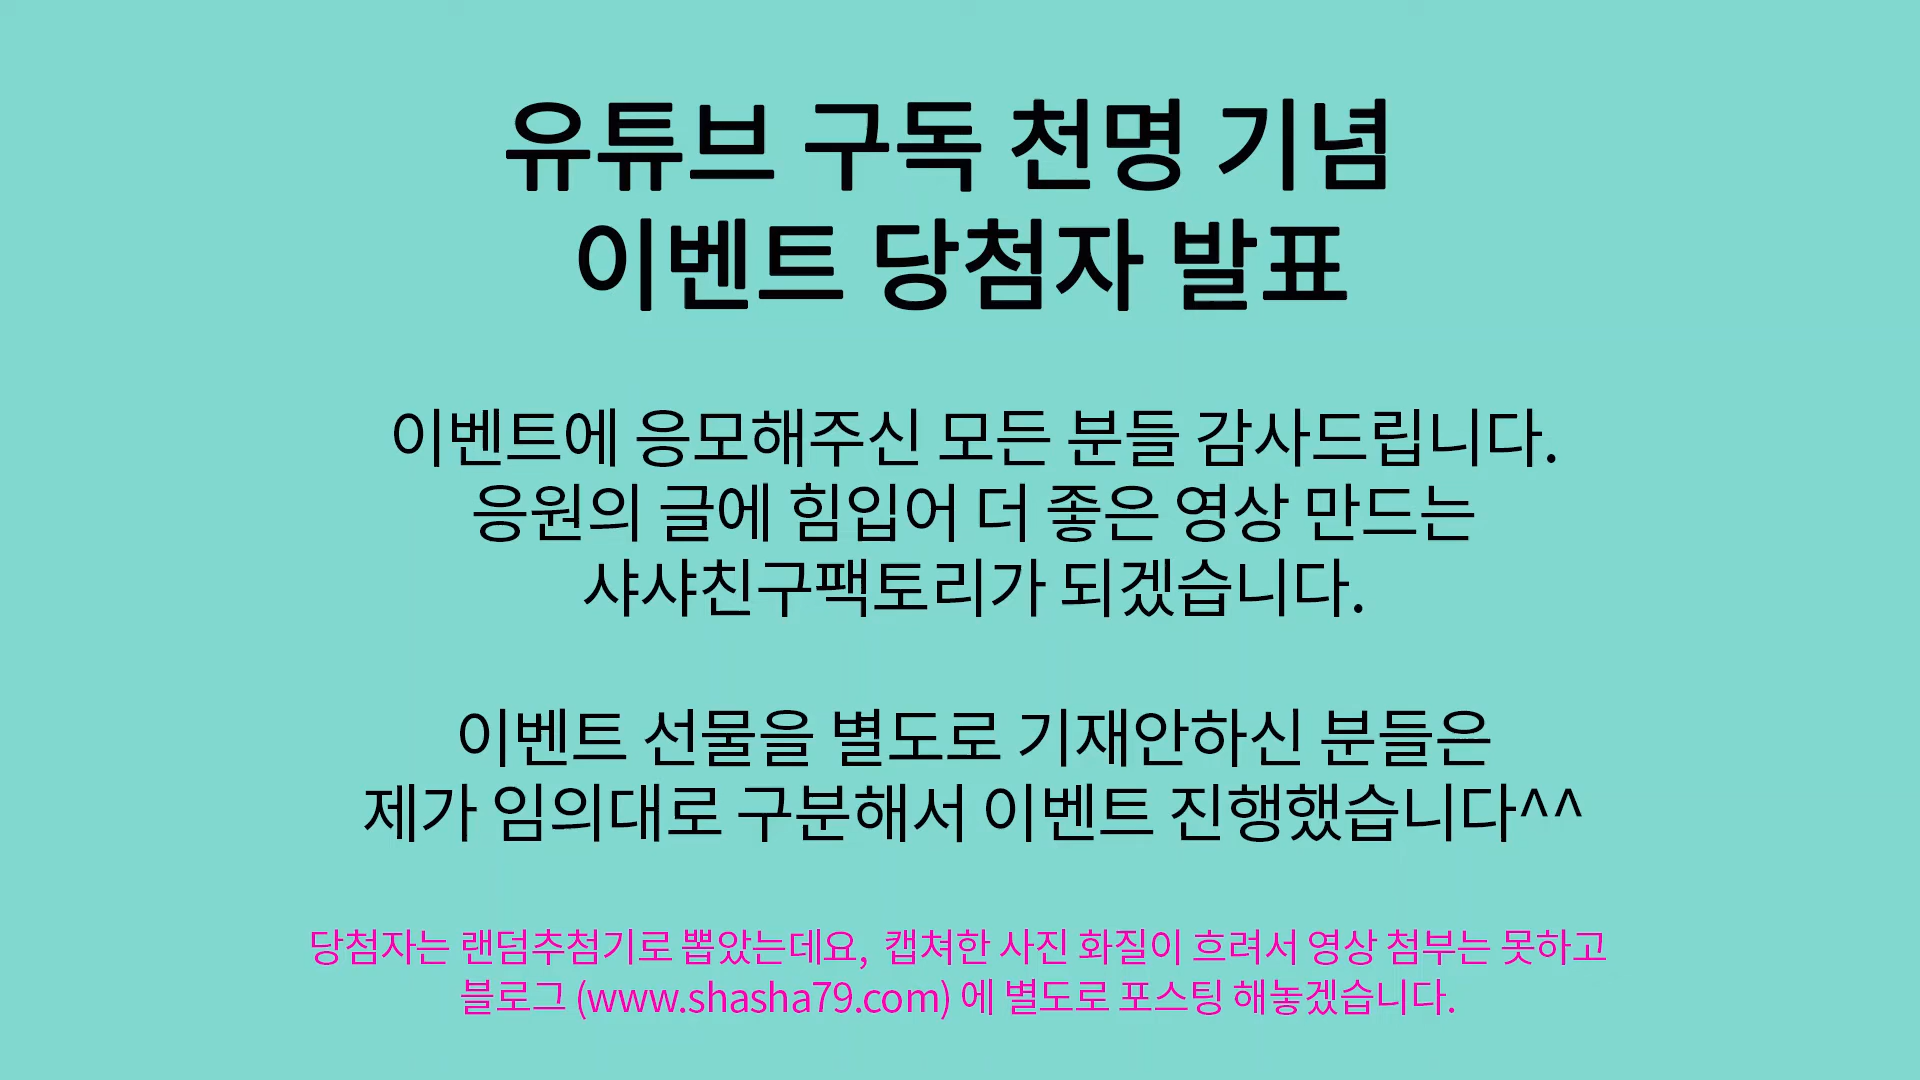 유튜브 구독 천명 기념
이벤트 당첨자 발표
이벤트에 응모해주신 모든 분들 감사드립니다.
응원의 글에 힘입어 더 좋은 영상 만드는
샤샤친구팩토리가 되겠습니다.
이벤트 선물을 별도로 기재안하신 분들은
제가 임의대로 구분해서 이벤트 진행했습니다^^
당첨자는 랜덤추첨기로 뽑았는데요, 캡쳐한 사진 화질이 흐려서 영상 첨부는 못하고
블로그 (www.shasha79.com) 에 별도로 포스팅 해놓겠습니다.